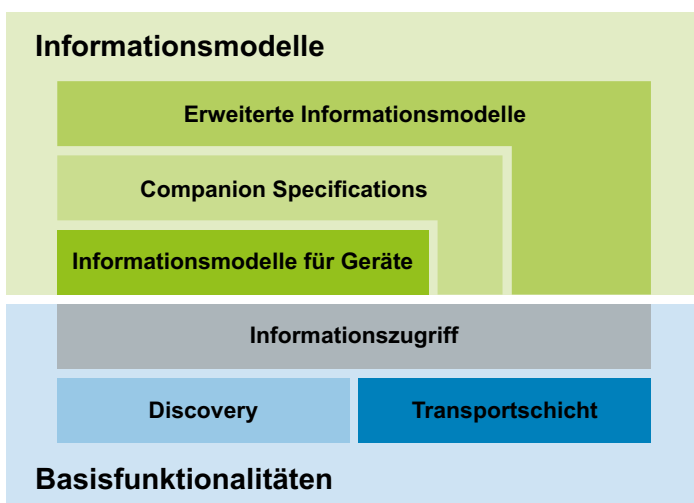 Informationsmodelle
Erweiterte Informationsmodelle
Companion Specifications
Informationsmodelle für Geräte
Informationszugriff
Discovery
Transportschicht
Basisfunktionalitäten